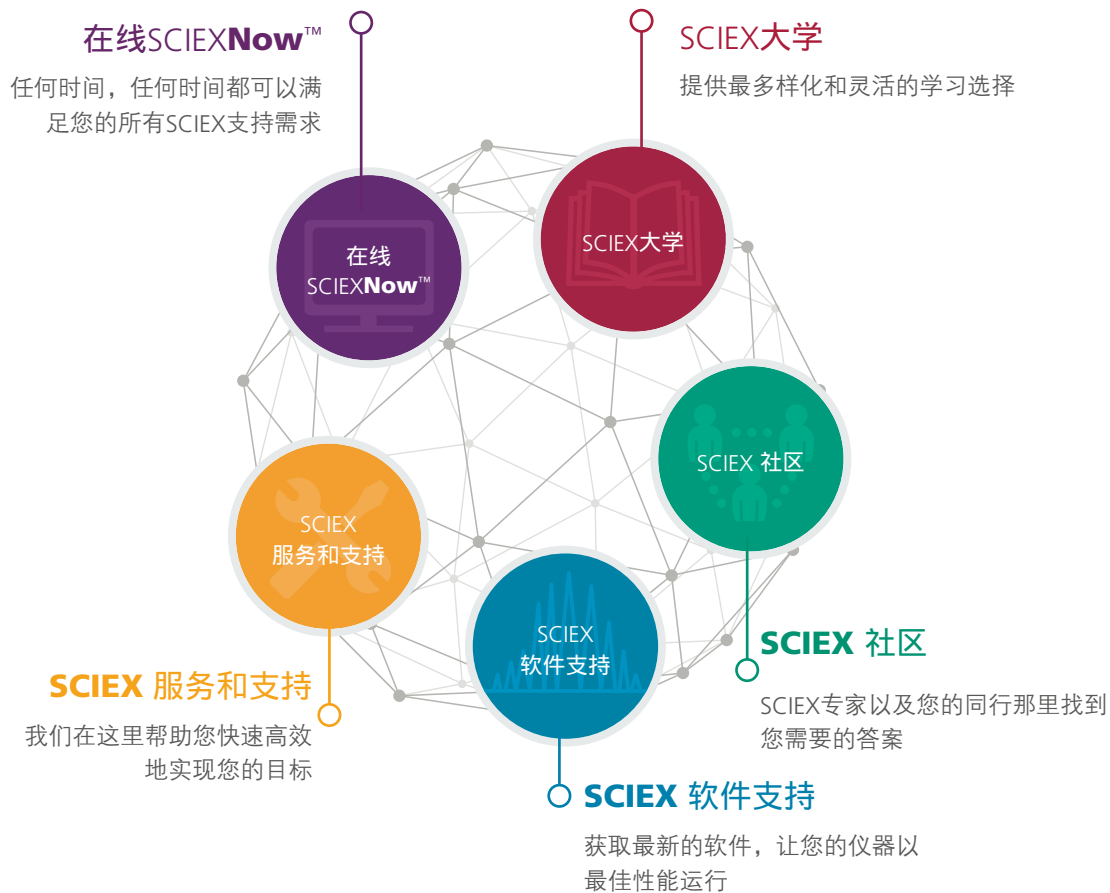 在线SCIEXNow™
任何时间，任何时间都可以满
足您的所有SCIEX支持需求
SCIEX大学
提供最多样化和灵活的学习选择
在线
SCIEXNow™
SCIEX大学
SCIEX 社区
SCIEX
服务和支持
SCIEX
软件支持
SCIEX 社区
SCIEX专家以及您的同行那里找到
您需要的答案
SCIEX 服务和支持
我们在这里帮助您快速高效
地实现您的目标
SCIEX 软件支持
获取最新的软件，让您的仪器以
最佳性能运行